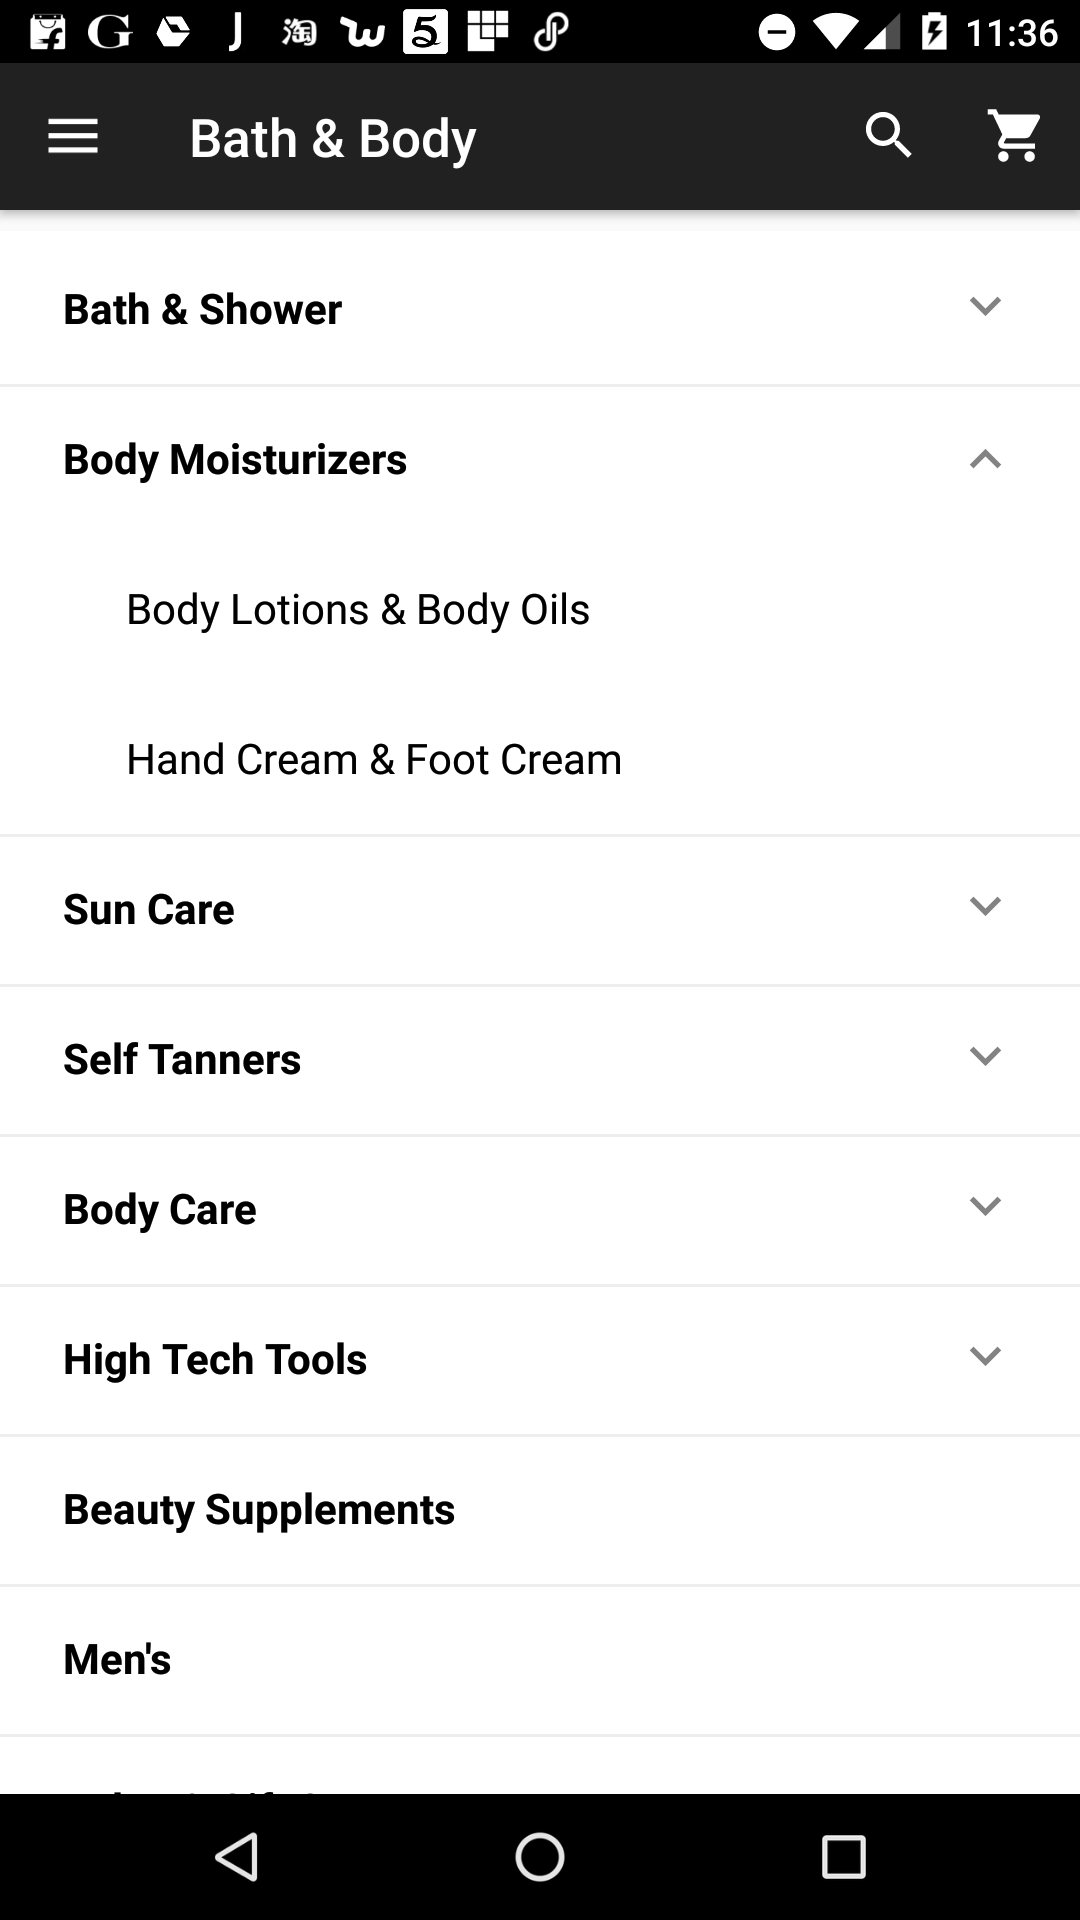 G J 淘 5 11:36
Bath & Body
Bath & Shower
Body Moisturizers
Body Lotions & Body Oils
Hand Cream & Foot Cream
Sun Care
Self Tanners
Body Care
High Tech Tools
Beauty Supplements
Men's